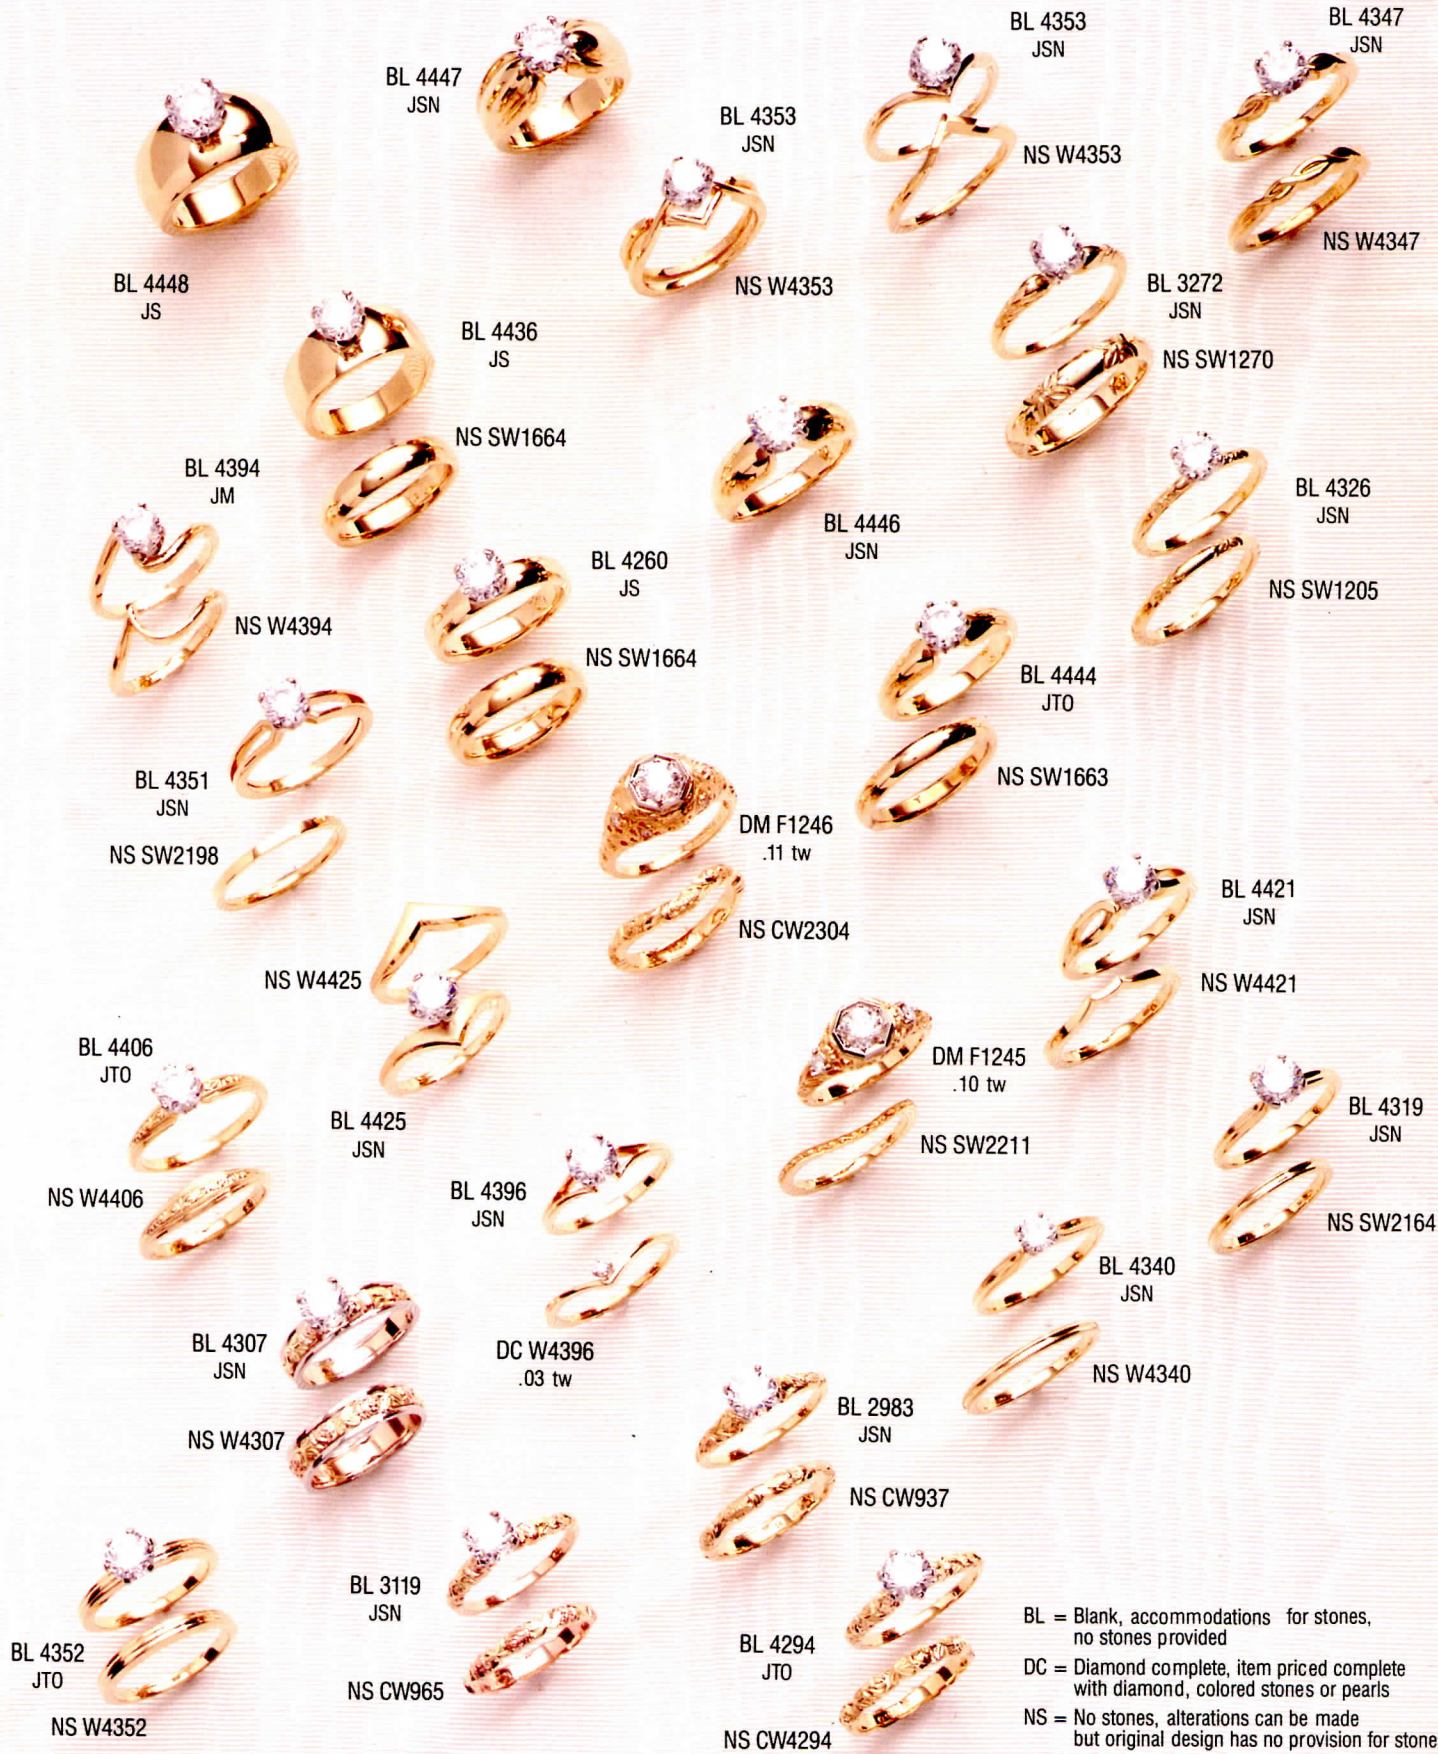 BL 4353
JSN
BL 4347
JSN
BL 4447
JSN
BL 4353
JSN
NS W4353
NS W4347
BL 4448
JS
NS W4353
BL 3272
JSN
BL 4436
JS
NS SW1270
NS SW1664
BL 4394
JM
BL 4446
JSN
BL 4326
JSN
BL 4260
JS
NS SW1205
NS W4394
NS SW1664
BL 4444
JTO
BL 4351
JSN
NS SW1663
NS SW2198
DM F1246
.11 tw
BL 4421
JSN
NS CW2304
NS W4425
NS W4421
BL 4406
JTO
DM F1245
.10 tw
BL 4425
JSN
BL 4319
JSN
NS SW2211
NS W4406
BL 4396
JSN
NS SW2164
BL 4340
JSN
BL 4307
JSN
DC W4396
.03 tw
NS W4340
NS W4307
BL 2983
JSN
NS CW937
BL 3119
JSN
BL 4352
JTO
NS CW965
BL 4294
JTO
NS W4352
NS CW4294
BL = Blank, accommodations for stones,
no stones provided
DC = Diamond complete, item priced complete
with diamond, colored stones or pearls
NS = No stones, alterations can be made
but original design has no provision for stone